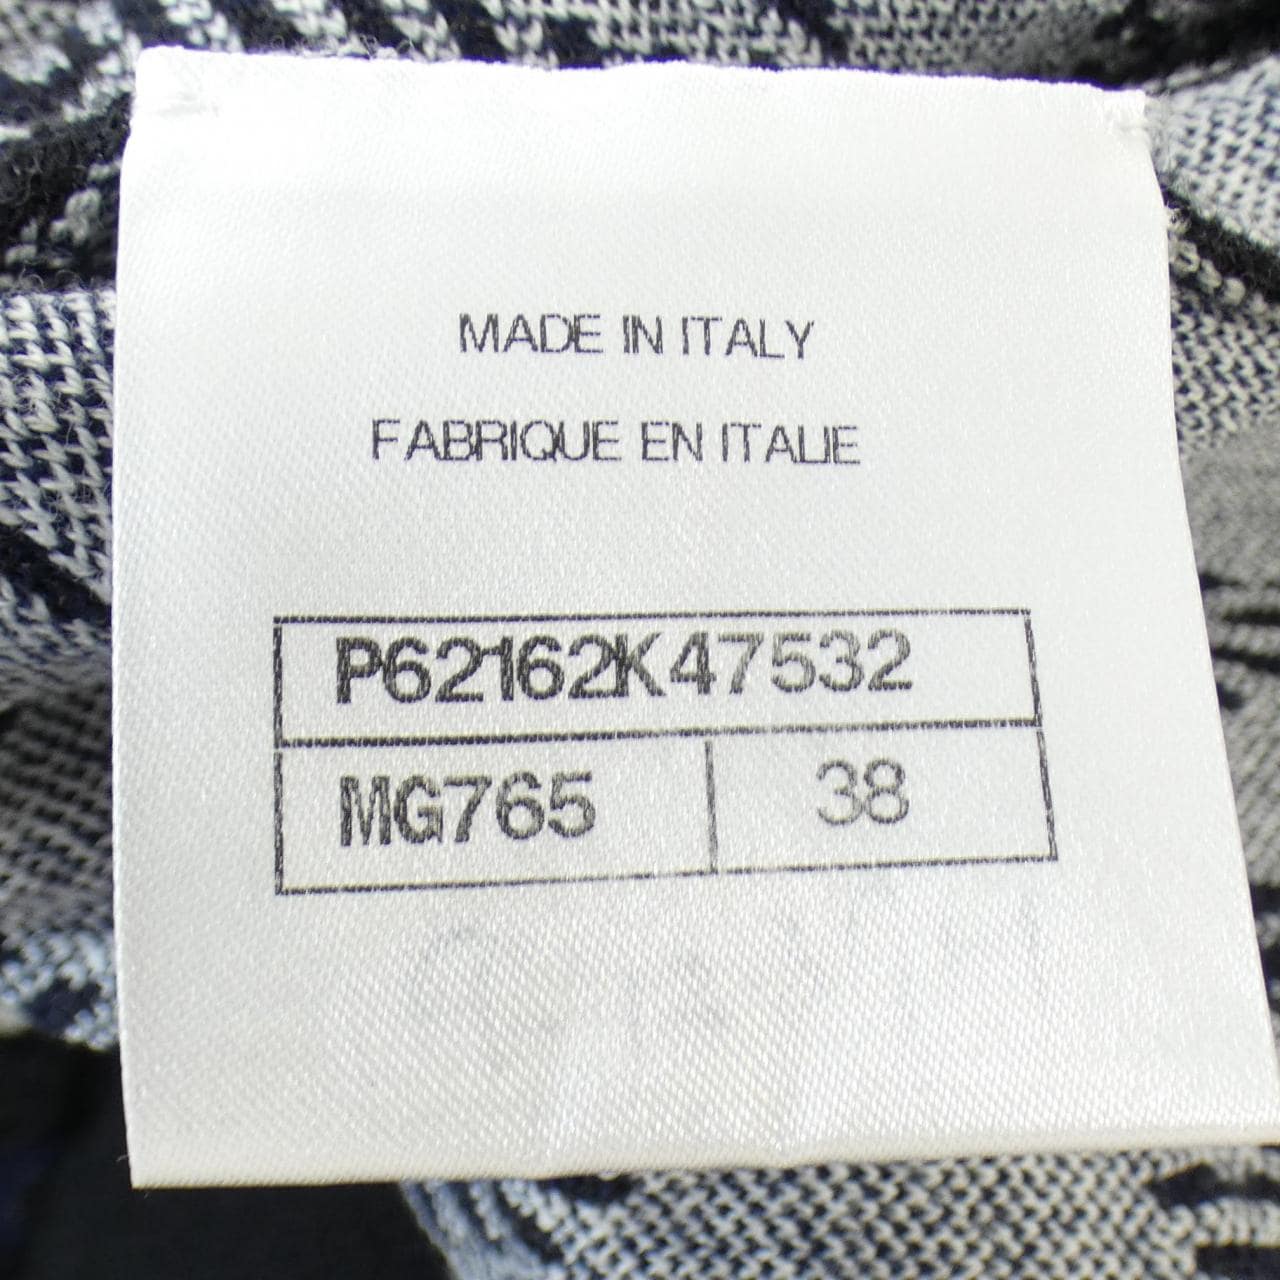 MADE IN ITALY
FABRIQUE EN ITALIE
P62162K47532
MG765 38